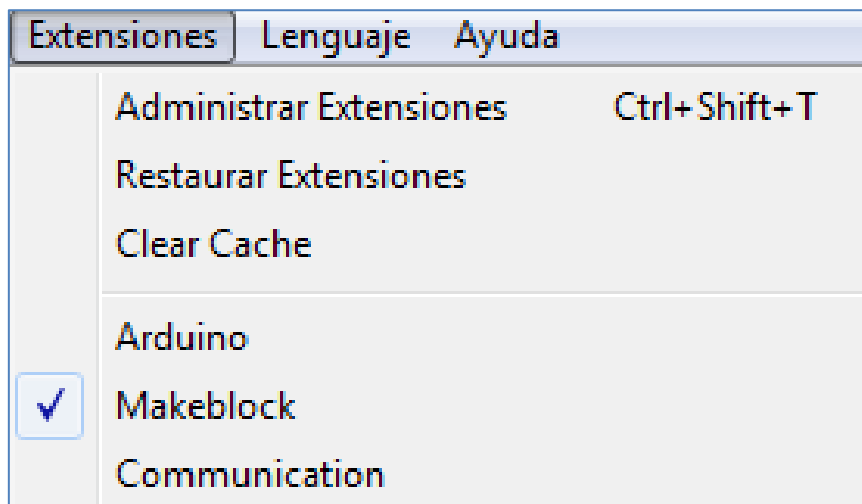 Extensiones Lenguaje Ayuda
Administrar Extensiones Ctrl+Shift+T
Restaurar Extensiones
Clear Cache
Arduino
Makeblock
Communication